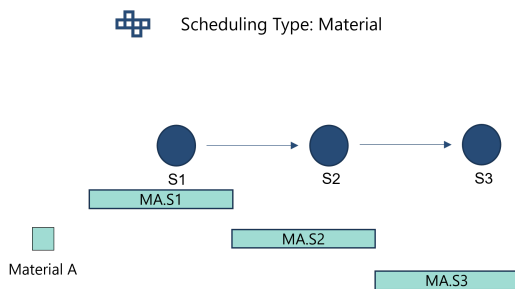 Scheduling Type: Material
S1
S2
S3
MA.S1
MA.S2
Material A
MA.S3